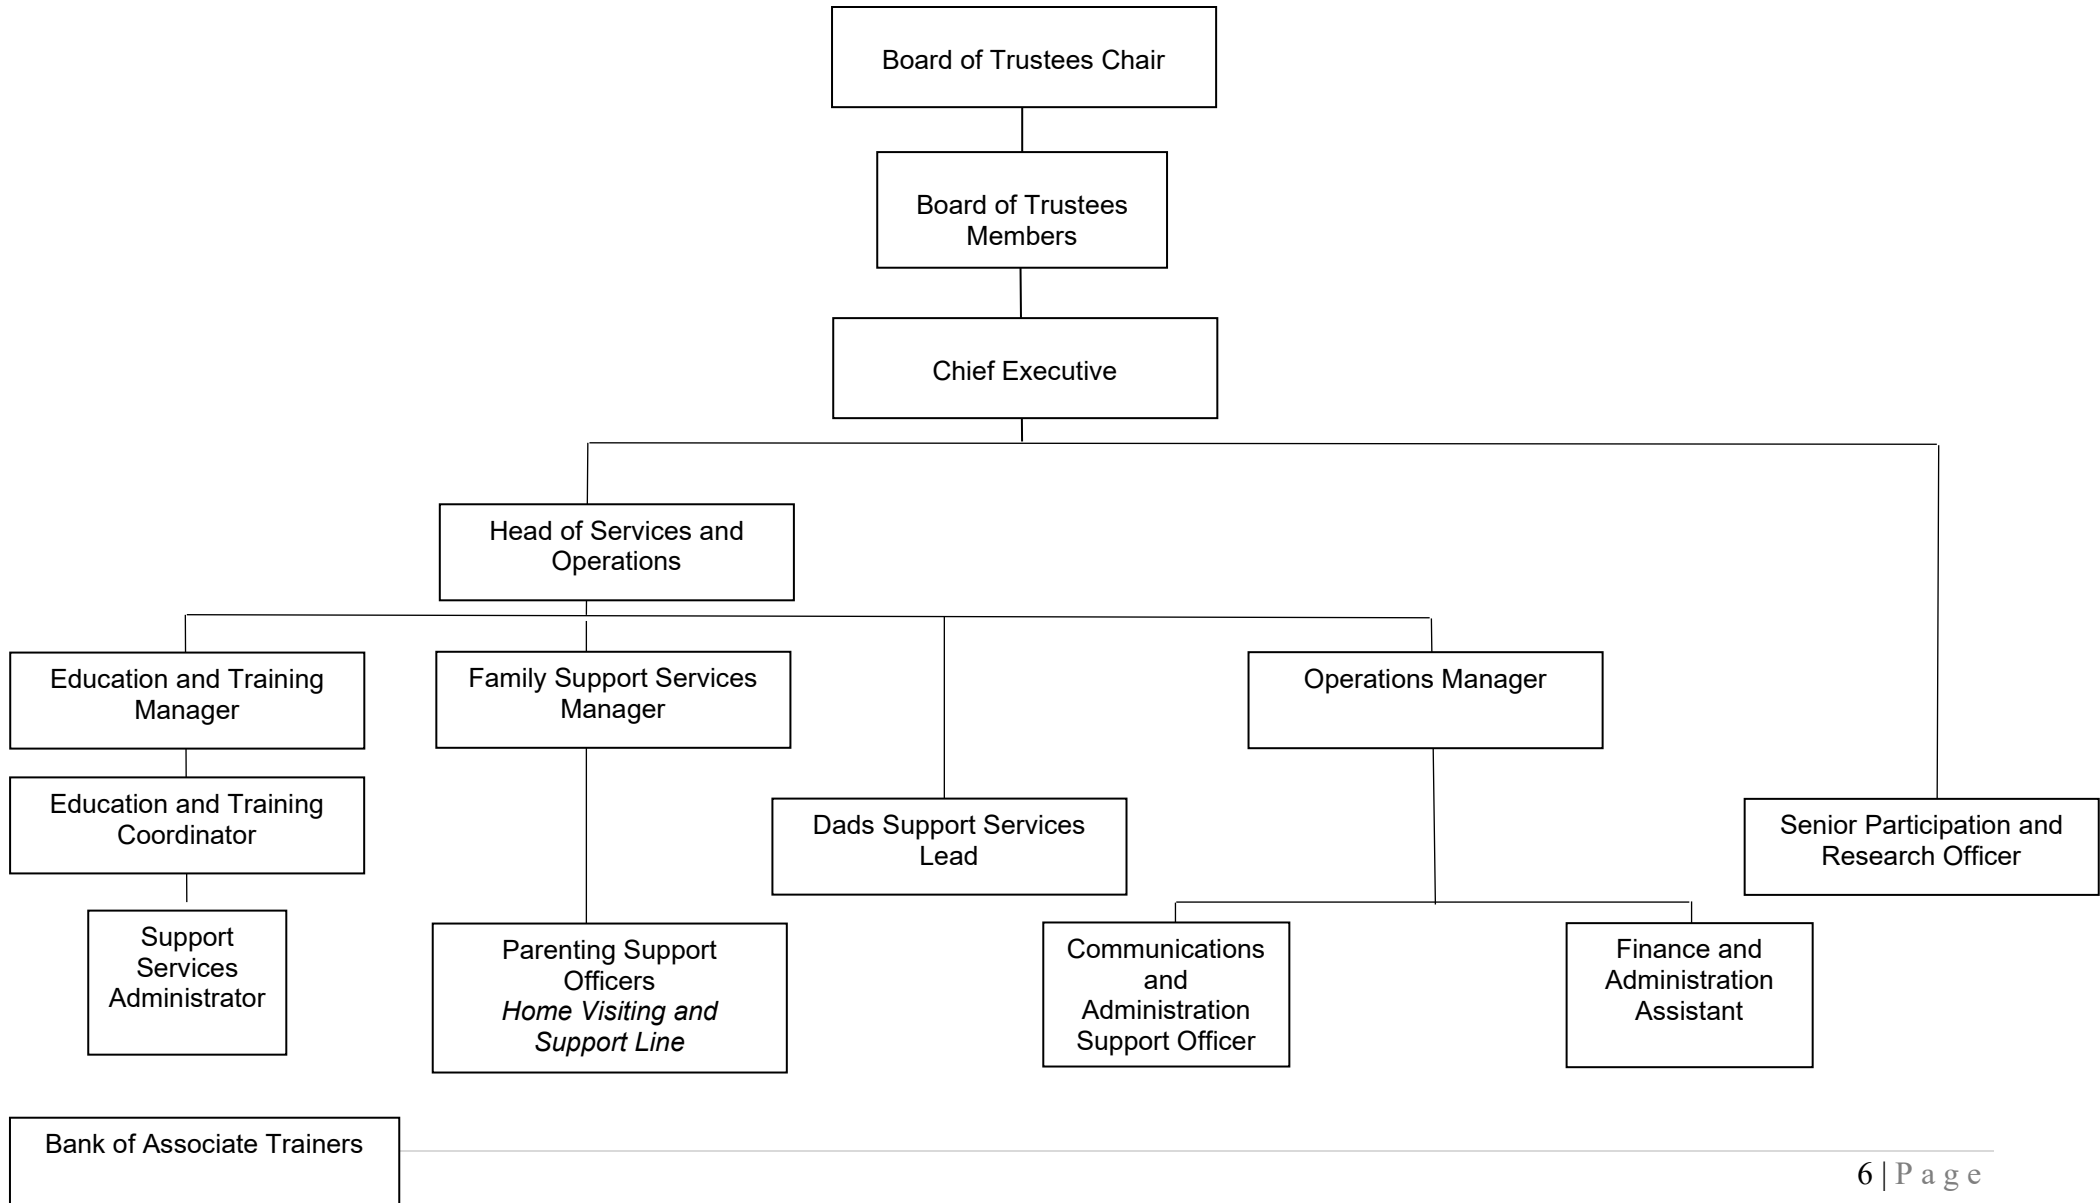 Board of Trustees Chair
Board of Trustees
Members
Chief Executive
Head of Services and
Operations
Education and Training
Manager
Family Support Services
Manager
Operations Manager
Education and Training
Coordinator
Dads Support Services
Lead
Senior Participation and
Research Officer
Support
Services
Administrator
Parenting Support
Officers
Home Visiting and
Support Line
Communications
and
Administration
Support Officer
Finance and
Administration
Assistant
Bank of Associate Trainers
6 | P a g e